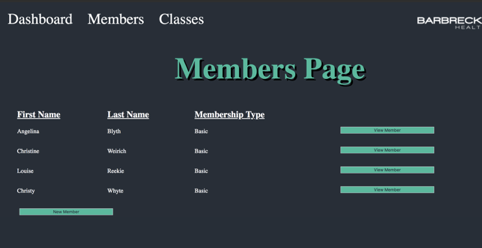 Dashboard Members Classes
BARBRECK
HEALT
Members Page
First Name Last Name Membership Type
Angelina Blyth Basic View Member
Christine Weirich Basic View Member
Louise Reekie Basic View Member
Christy Whyte Basic View Member
New Member